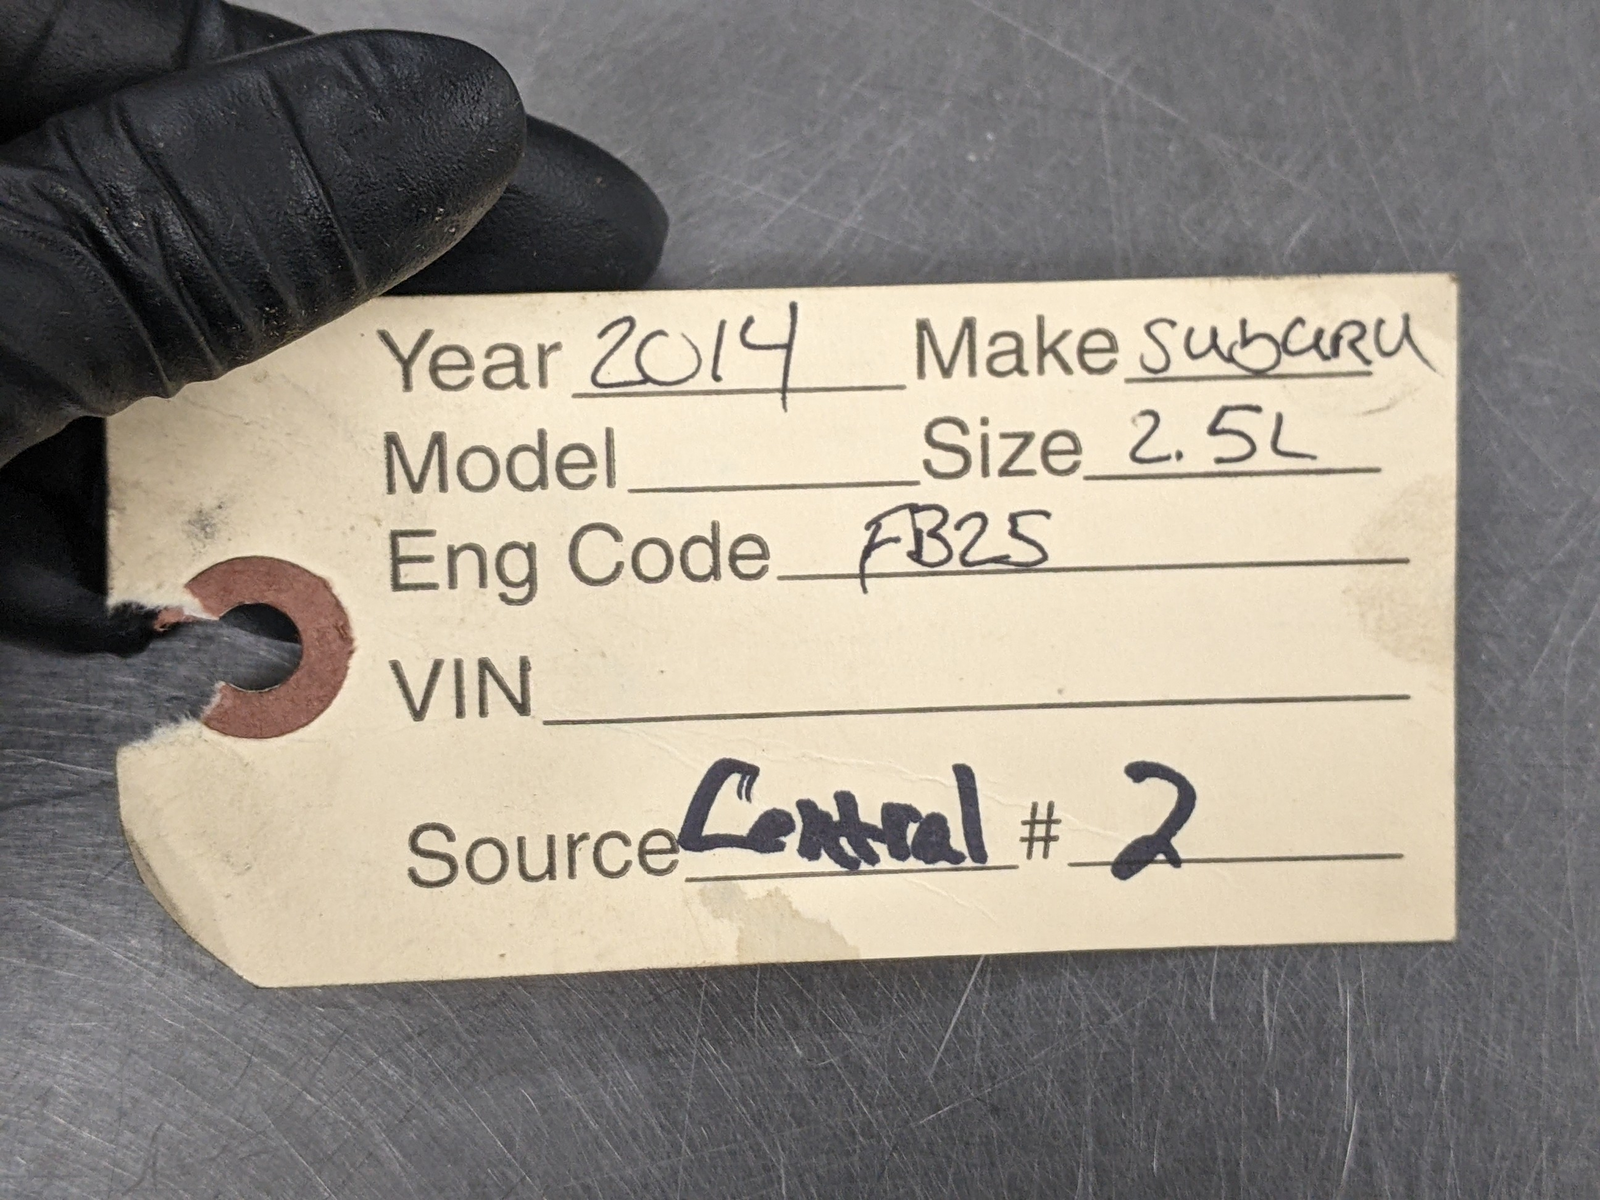 Year 2014 Make Subaru
Model Size 2.5L
Eng Code FB25
VIN
Source Central # 2